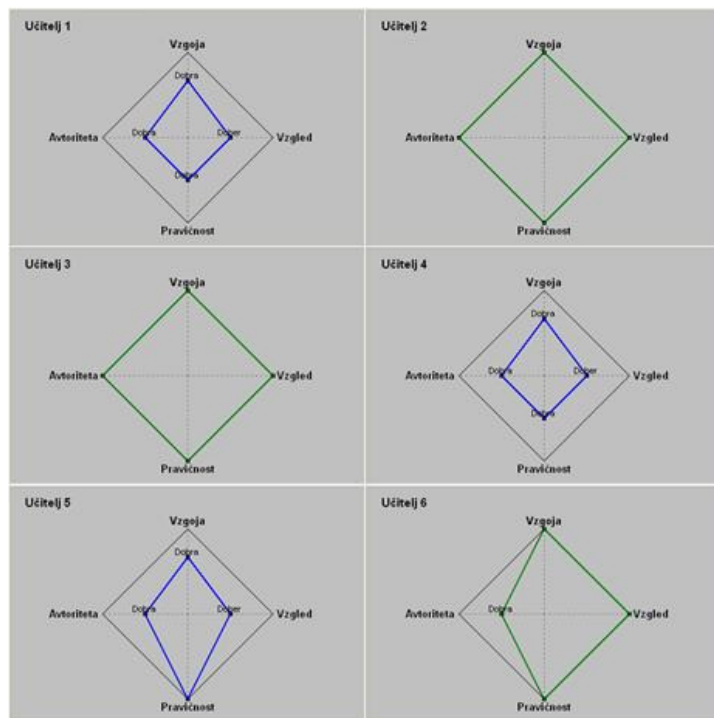 Učitelj 1
Vzgoja
Dobra
Avtoriteta Dobra Dober Vzgled
Dobra
Pravičnost
Učitelj 2
Vzgoja
Avtoriteta Vzgled
Pravičnost
Učitelj 3
Vzgoja
Avtoriteta Vzgled
Pravičnost
Učitelj 4
Vzgoja
Dobra
Avtoriteta Dobra Dober Vzgled
Dobra
Pravičnost
Učitelj 5
Vzgoja
Dobra
Avtoriteta Dobra Dober Vzgled
Pravičnost
Učitelj 6
Vzgoja
Avtoriteta Dobra Vzgled
Pravičnost